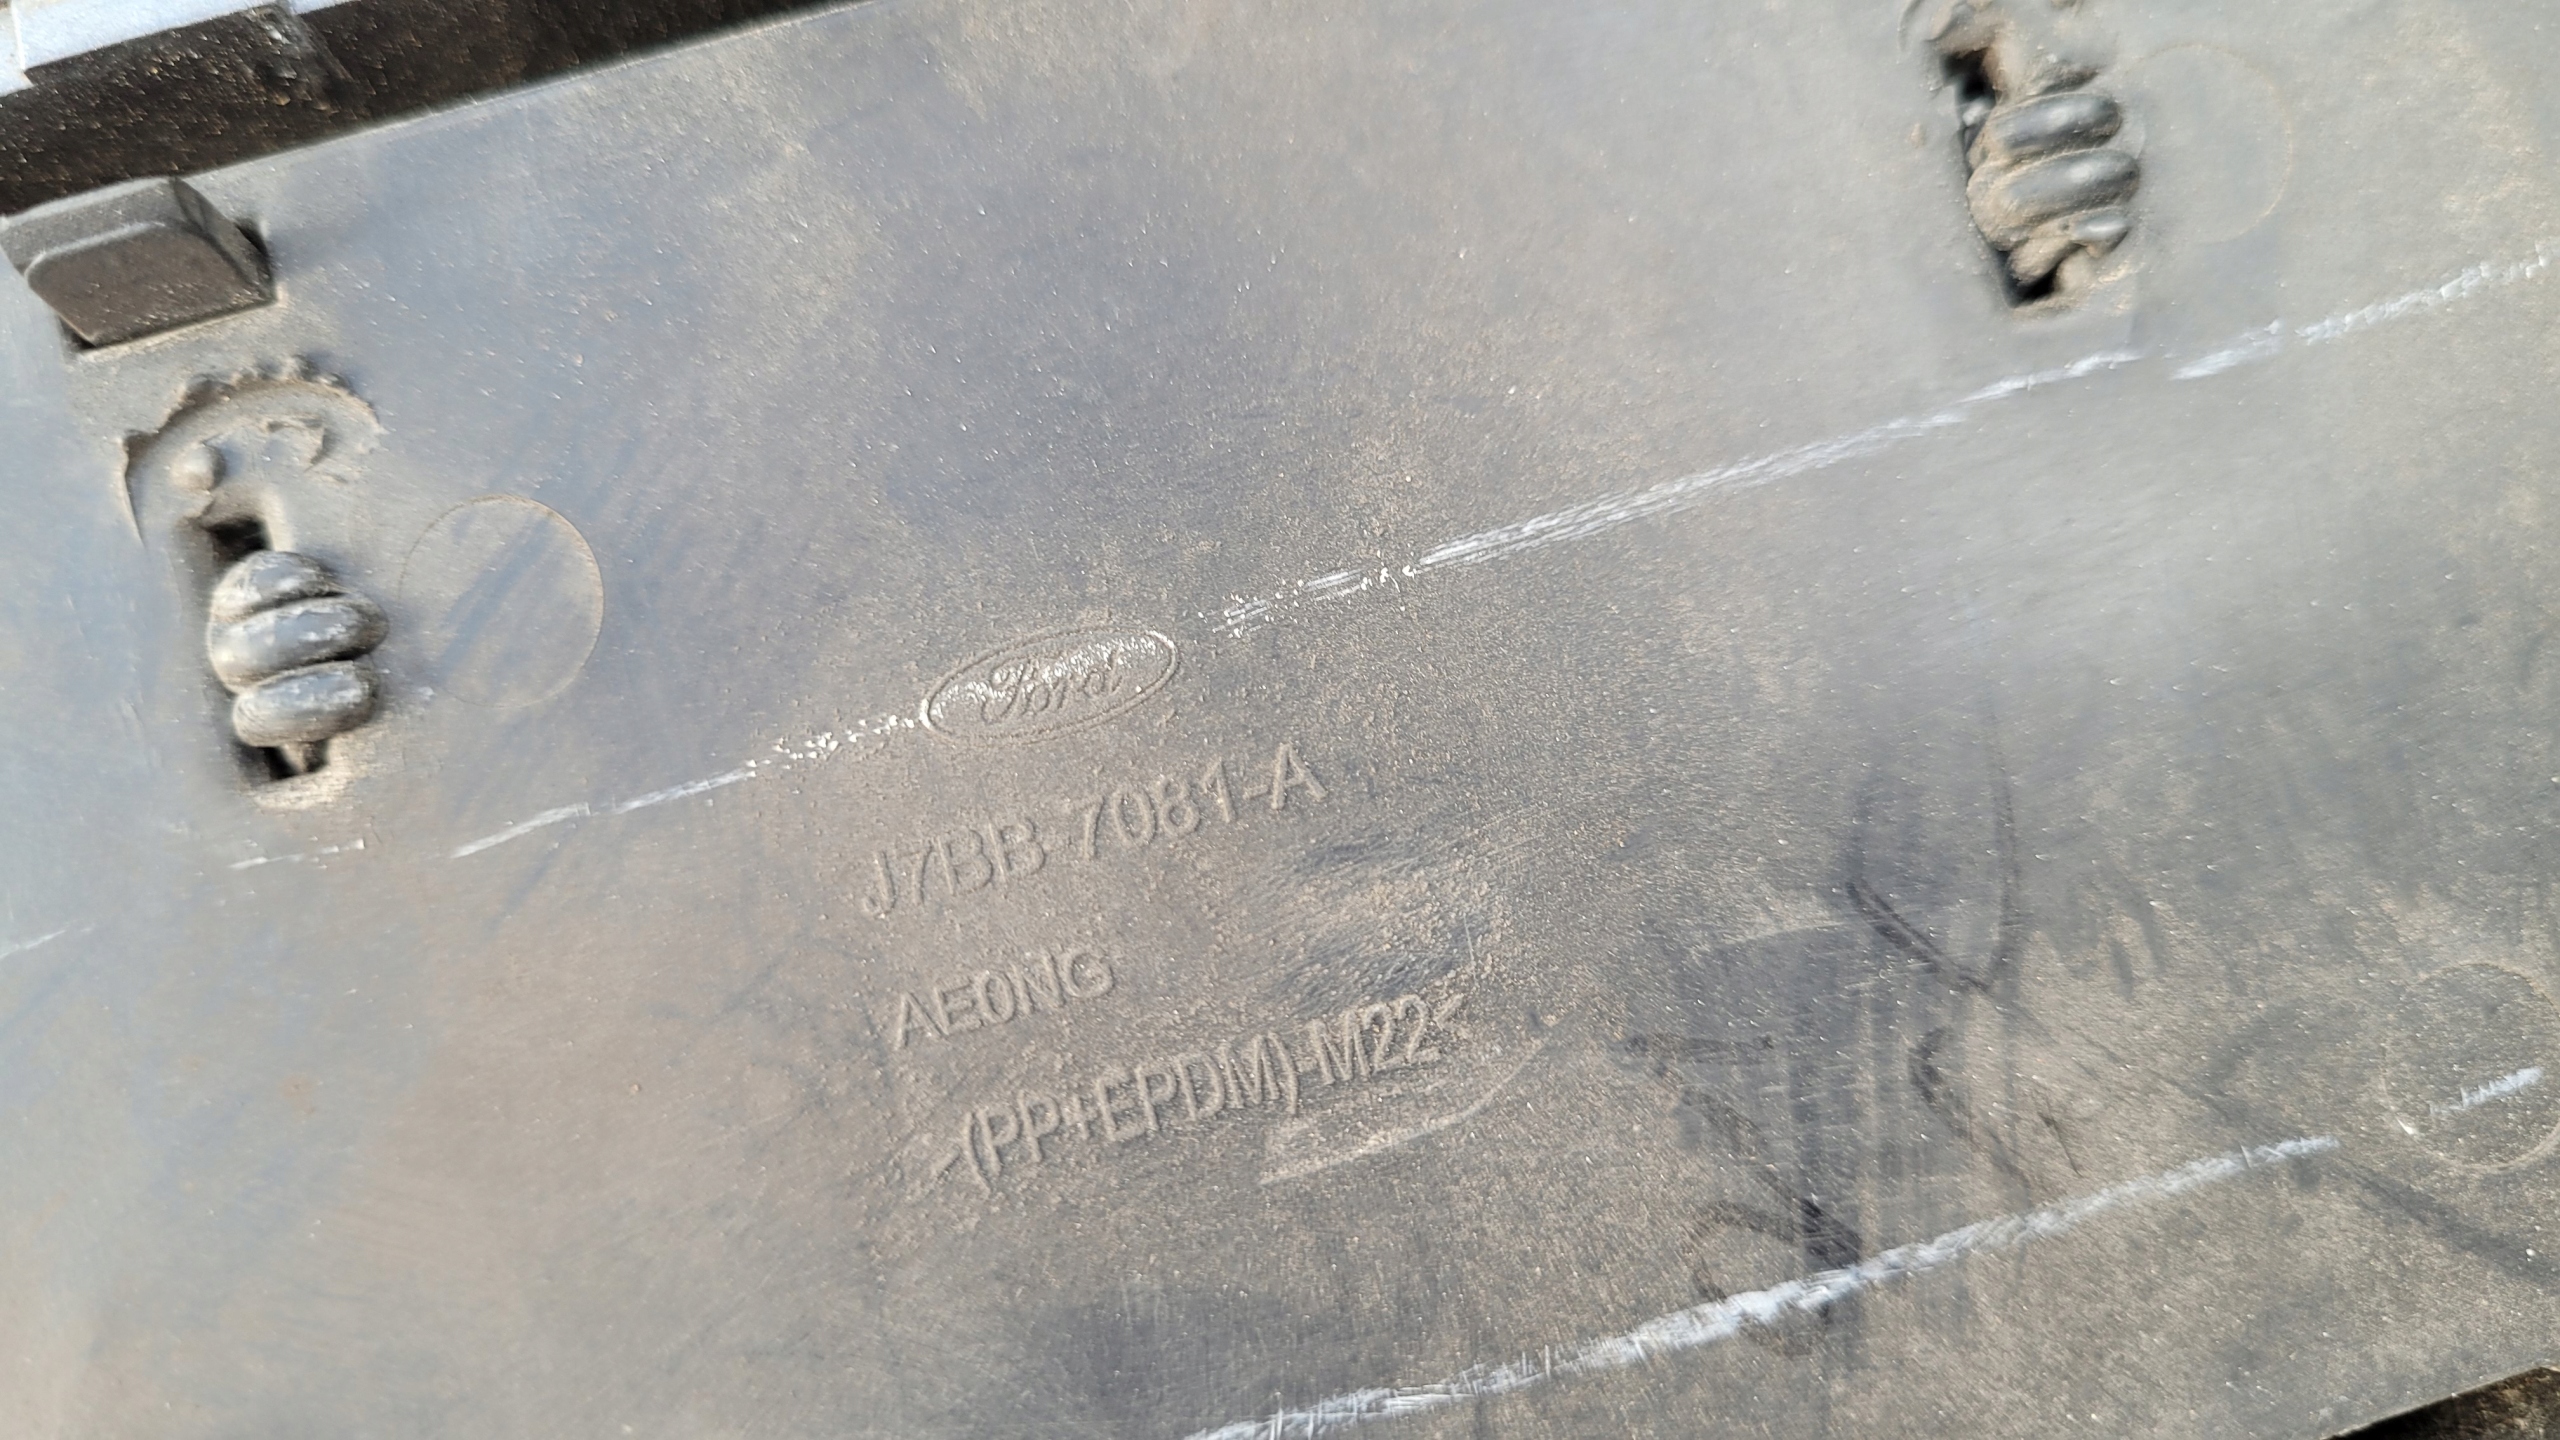 Ford
J7BB-7081-A
AE0NG
>(PP+EPDM)-M22<